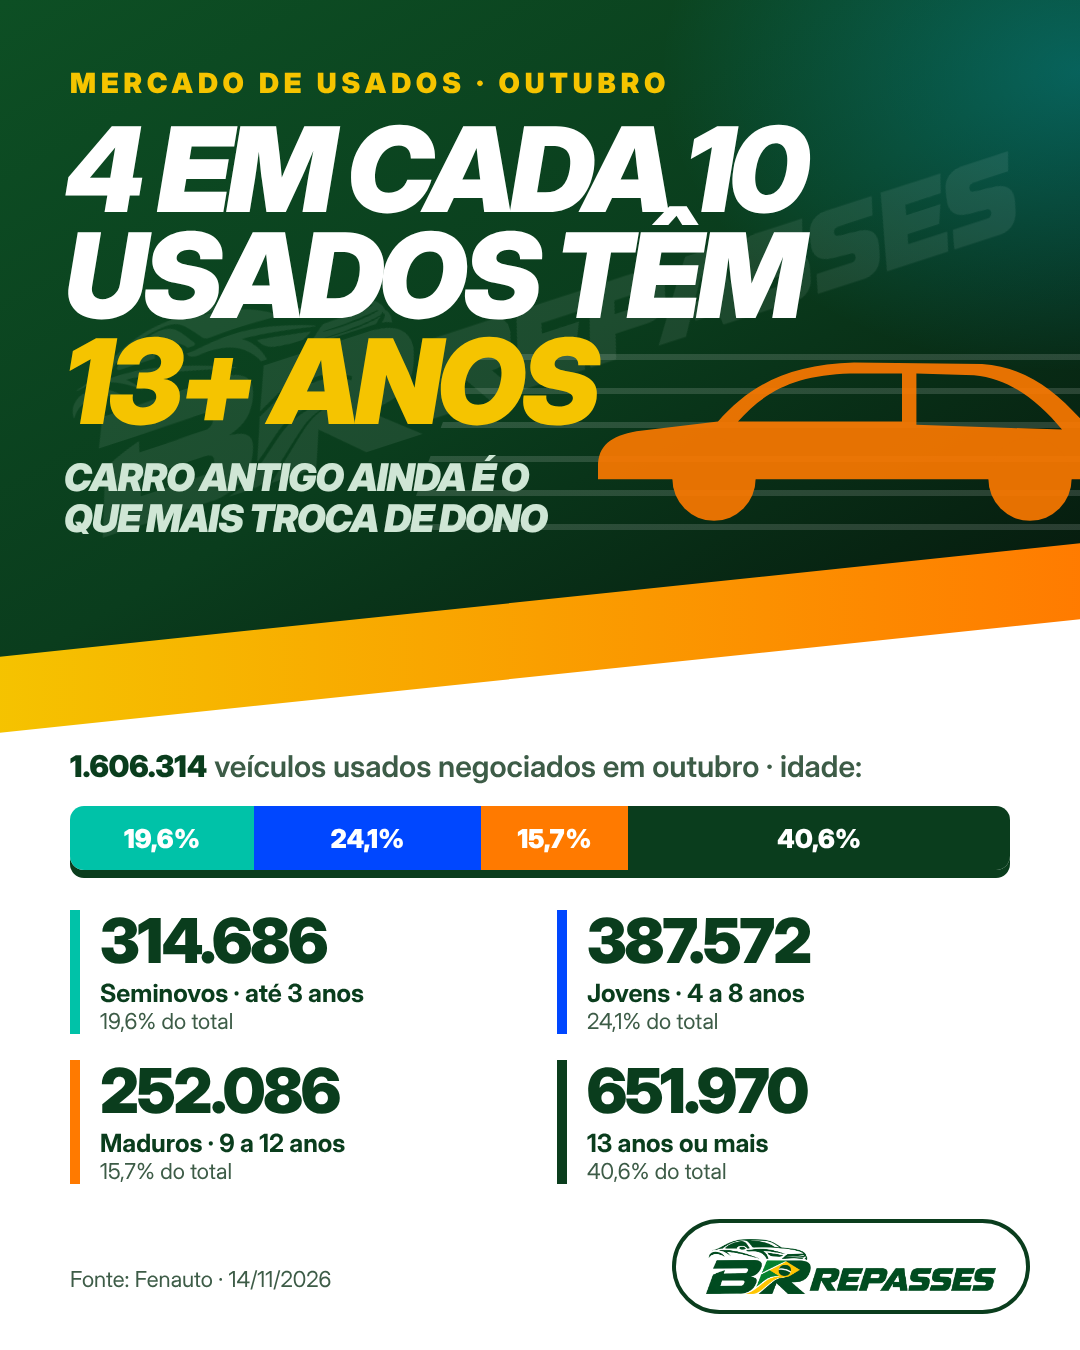 MERCADO DE USADOS · OUTUBRO
4 EM CADA 10
USADOS TÊM
13+ ANOS
CARRO ANTIGO AINDA É O
QUE MAIS TROCA DE DONO
BR REPASSES
1.606.314 veículos usados negociados em outubro · idade:
19,6% 24,1% 15,7% 40,6%
314.686
Seminovos · até 3 anos
19,6% do total
387.572
Jovens · 4 a 8 anos
24,1% do total
252.086
Maduros · 9 a 12 anos
15,7% do total
651.970
13 anos ou mais
40,6% do total
Fonte: Fenauto · 14/11/2026
BR REPASSES